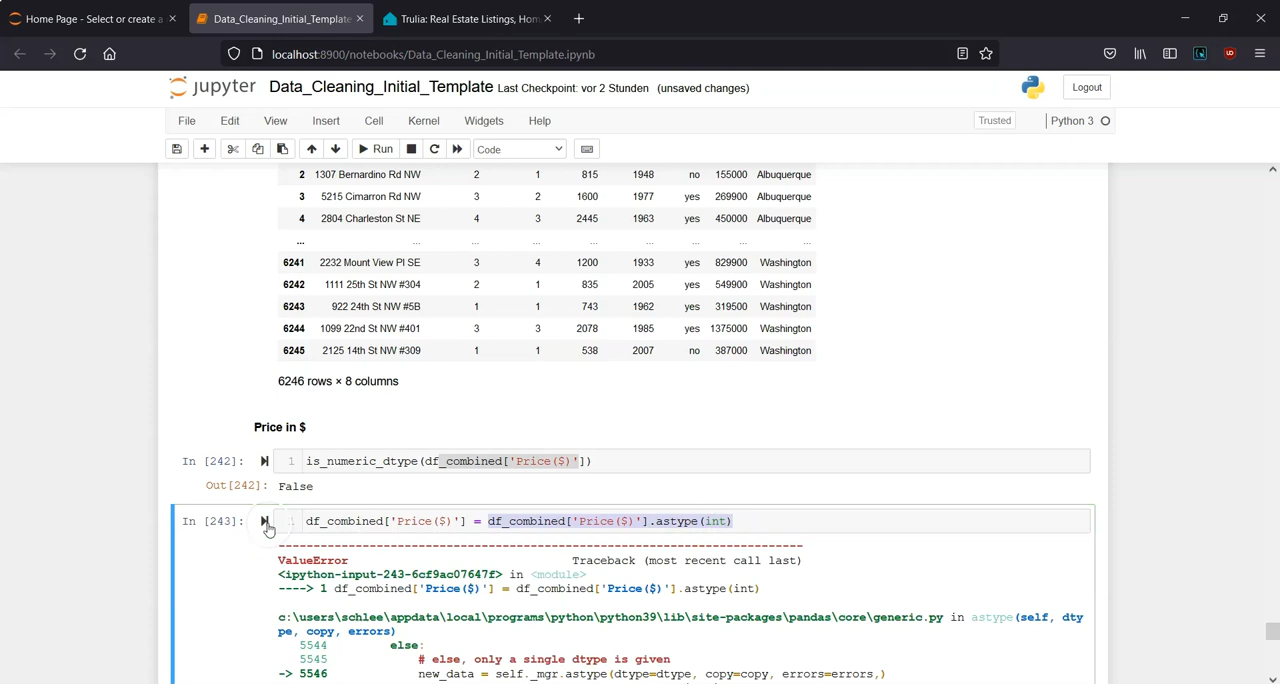 Home Page - Select or create a
Data_Cleaning_Initial_Template
Trulia: Real Estate Listings, Hom
localhost:8900/notebooks/Data_Cleaning_Initial_Template.ipynb
jupyter Data_Cleaning_Initial_Template Last Checkpoint: vor 2 Stunden (unsaved changes)
Logout
File Edit View Insert Cell Kernel Widgets Help
Trusted Python 3
Run Code
2 1307 Bernardino Rd NW 2 1 815 1948 no 155000 Albuquerque
3 5215 Cimarron Rd NW 3 2 1600 1977 yes 269900 Albuquerque
4 2804 Charleston St NE 4 3 2445 1963 yes 450000 Albuquerque
... ... ... ... ... ... ... ... ...
6241 2232 Mount View Pl SE 3 4 1200 1933 yes 829900 Washington
6242 1111 25th St NW #304 2 1 835 2005 yes 549900 Washington
6243 922 24th St NW #5B 1 1 743 1962 yes 319500 Washington
6244 1099 22nd St NW #401 3 3 2078 1985 yes 1375000 Washington
6245 2125 14th St NW #309 1 1 538 2007 no 387000 Washington
6246 rows × 8 columns
Price in $
In [242]: 1 is_numeric_dtype(df_combined['Price($)'])
Out[242]: False
In [243]: 1 df_combined['Price($)'] = df_combined['Price($)'].astype(int)
---------------------------------------------------------------------------
ValueError Traceback (most recent call last)
<ipython-input-243-6cf9ac07647f> in <module>
----> 1 df_combined['Price($)'] = df_combined['Price($)'].astype(int)
c:\users\schlee\appdata\local\programs\python\python39\lib\site-packages\pandas\core\generic.py in astype(self, dty
pe, copy, errors)
5544 else:
5545 # else, only a single dtype is given
-> 5546 new_data = self._mgr.astype(dtype=dtype, copy=copy, errors=errors,)